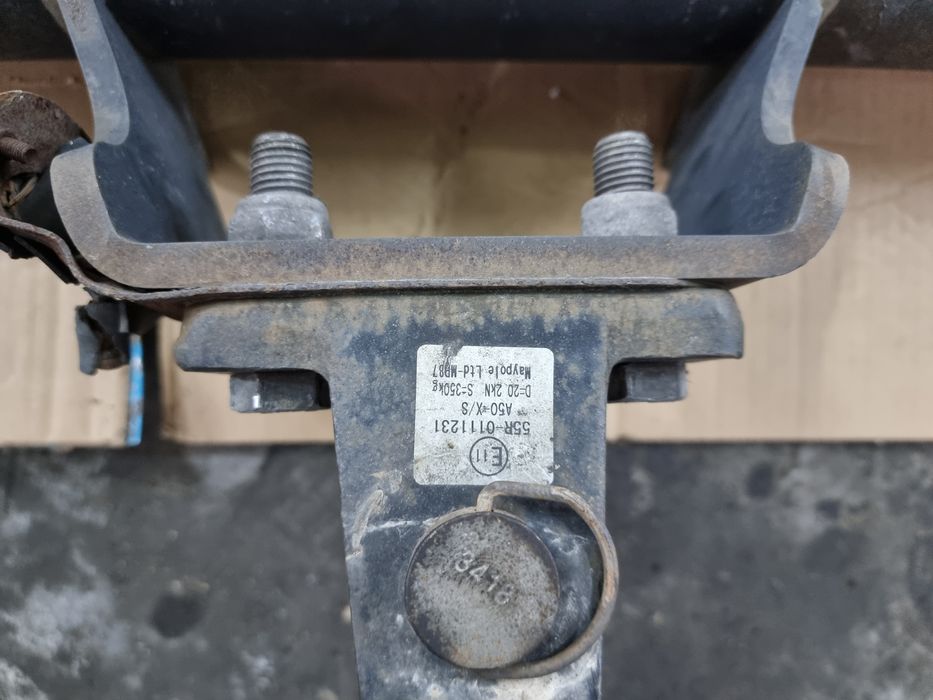 E11
55R-0111231
A50-X/S
D=20.2kN S=350kg
Maypole Ltd-MP87
3418